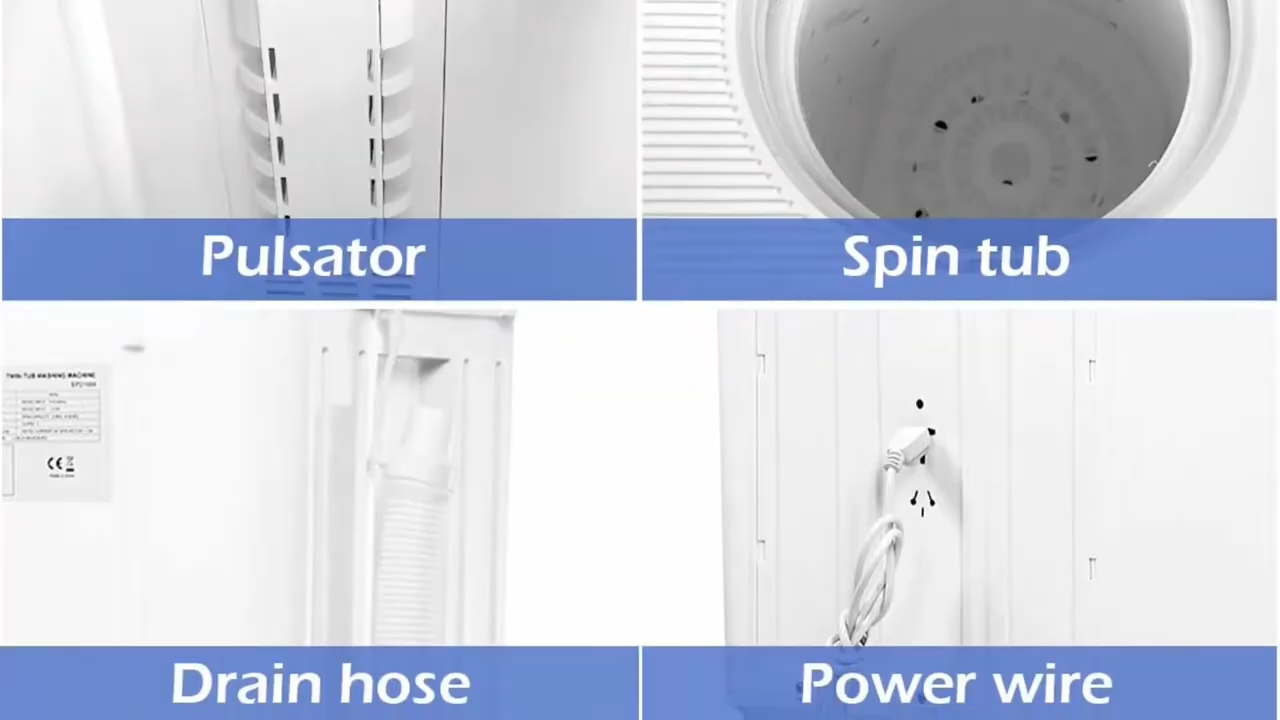 Pulsator
Spin tub
TWIN TUB WASHING MACHINE
CE
Drain hose
Power wire